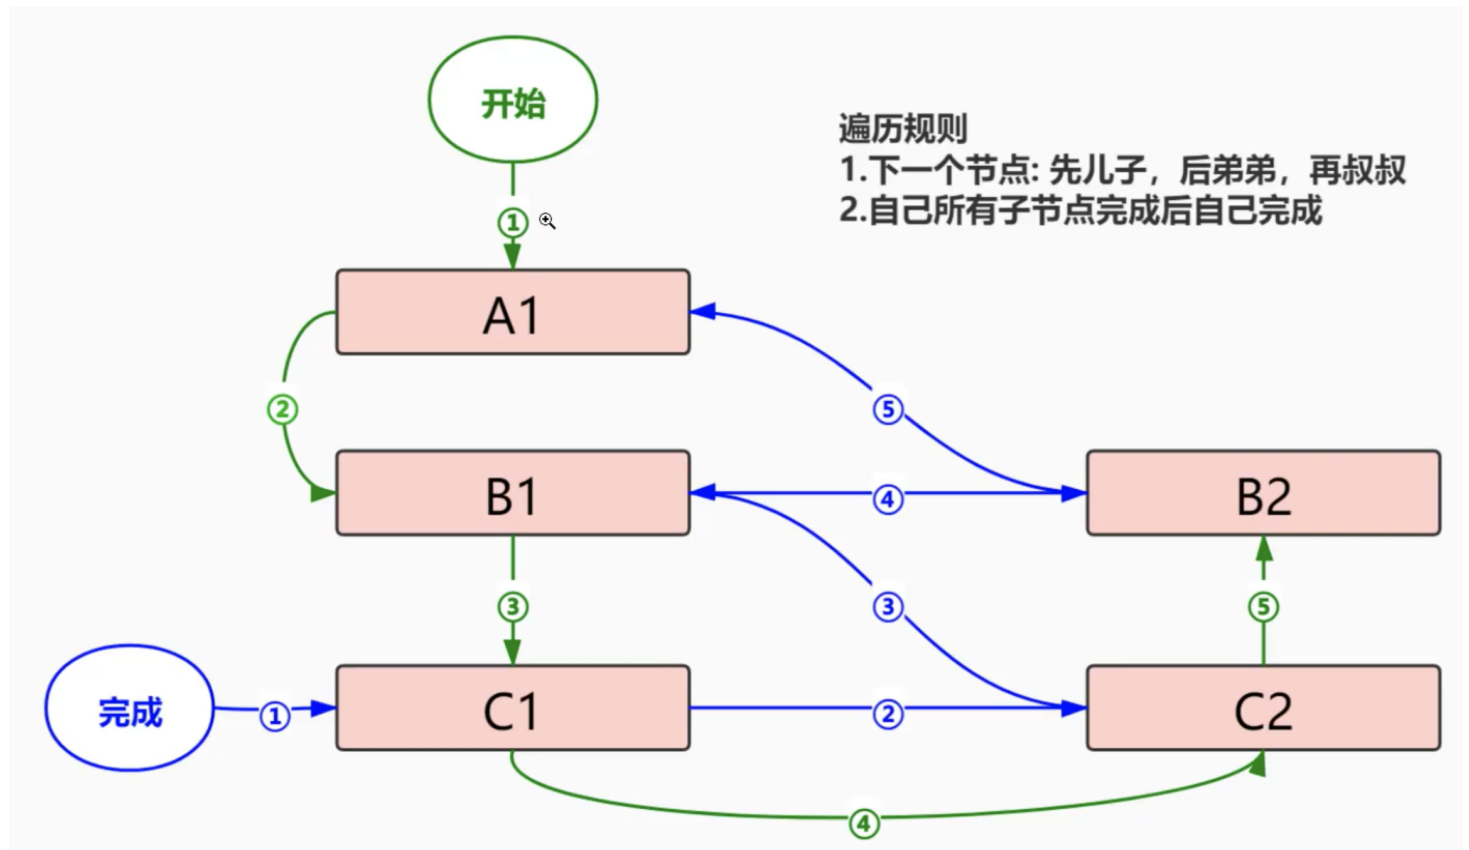 开始
遍历规则
1.下一个节点: 先儿子，后弟弟，再叔叔
2.自己所有子节点完成后自己完成
①
A1
②
⑤
B1
④
B2
③
③
⑤
完成
①
C1
②
C2
④